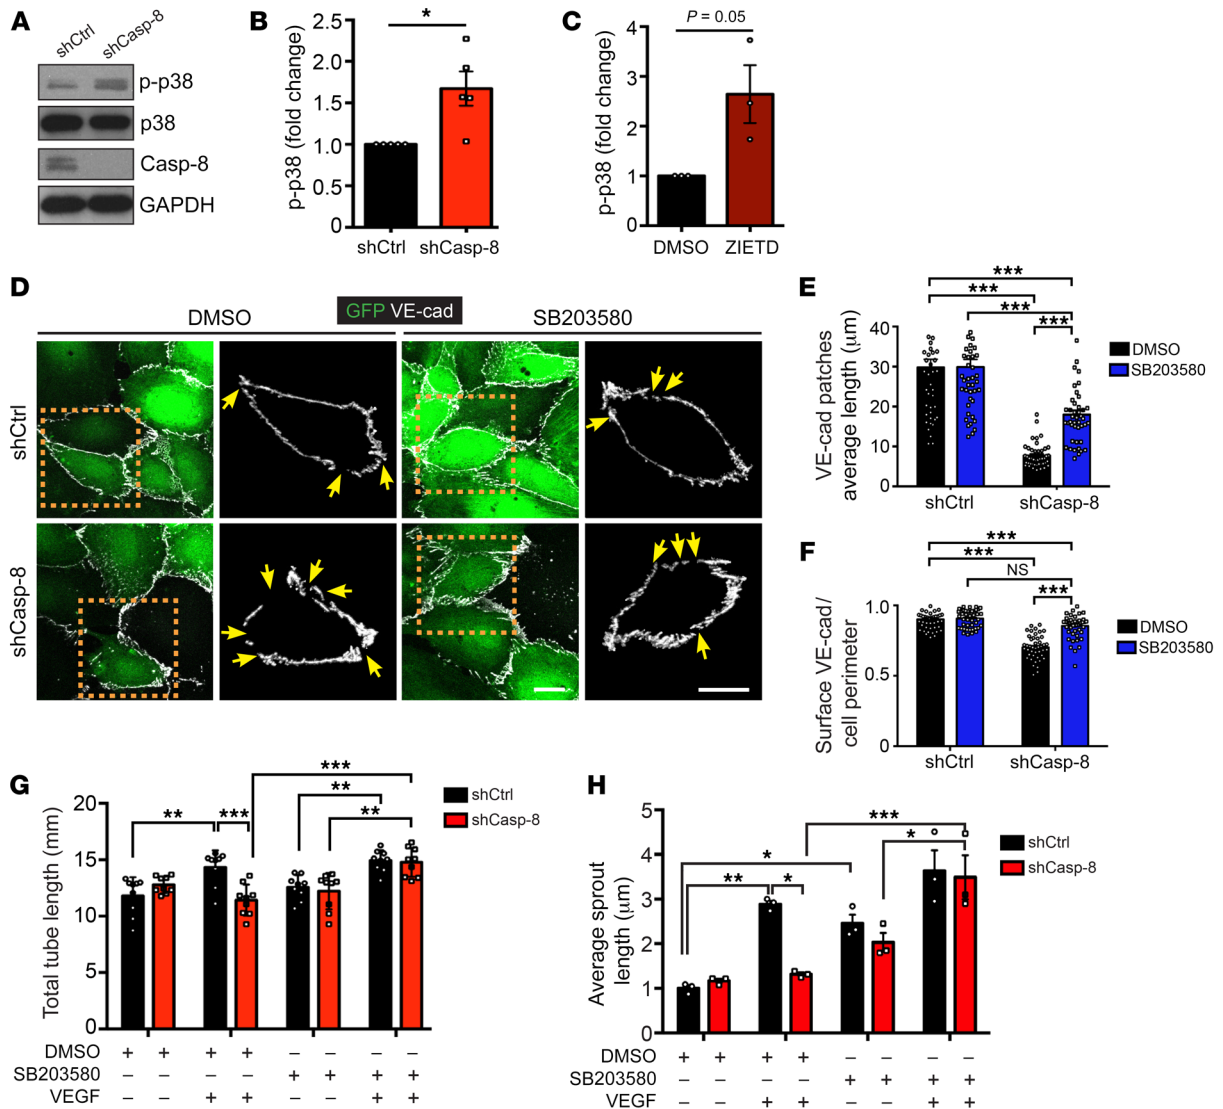 A
shCtrl
shCasp-8
p-p38
p38
Casp-8
GAPDH
B
p-p38 (fold change)
2.5
2.0
1.5
1.0
0.5
0
*
shCtrl
shCasp-8
C
p-p38 (fold change)
6
4
2
1
0
P = 0.05
DMSO
ZIETD
D
GFP VE-cad
DMSO
SB203580
shCtrl
shCasp-8
E
VE-cad patches
average length (μm)
40
30
20
10
0
***
***
***
***
DMSO
SB203580
shCtrl
shCasp-8
F
Surface VE-cad/
cell perimeter
1.0
0.5
0
***
***
NS
***
DMSO
SB203580
shCtrl
shCasp-8
G
Total tube length (mm)
20
15
10
5
0
**
***
***
**
**
shCtrl
shCasp-8
DMSO + + + + – – – –
SB203580 – – – – + + + +
VEGF – – + + – – + +
H
Average sprout
length (μm)
5
4
3
2
1
0
**
*
*
***
*
shCtrl
shCasp-8
DMSO + + + + – – – –
SB203580 – – – – + + + +
VEGF – – + + – – + +